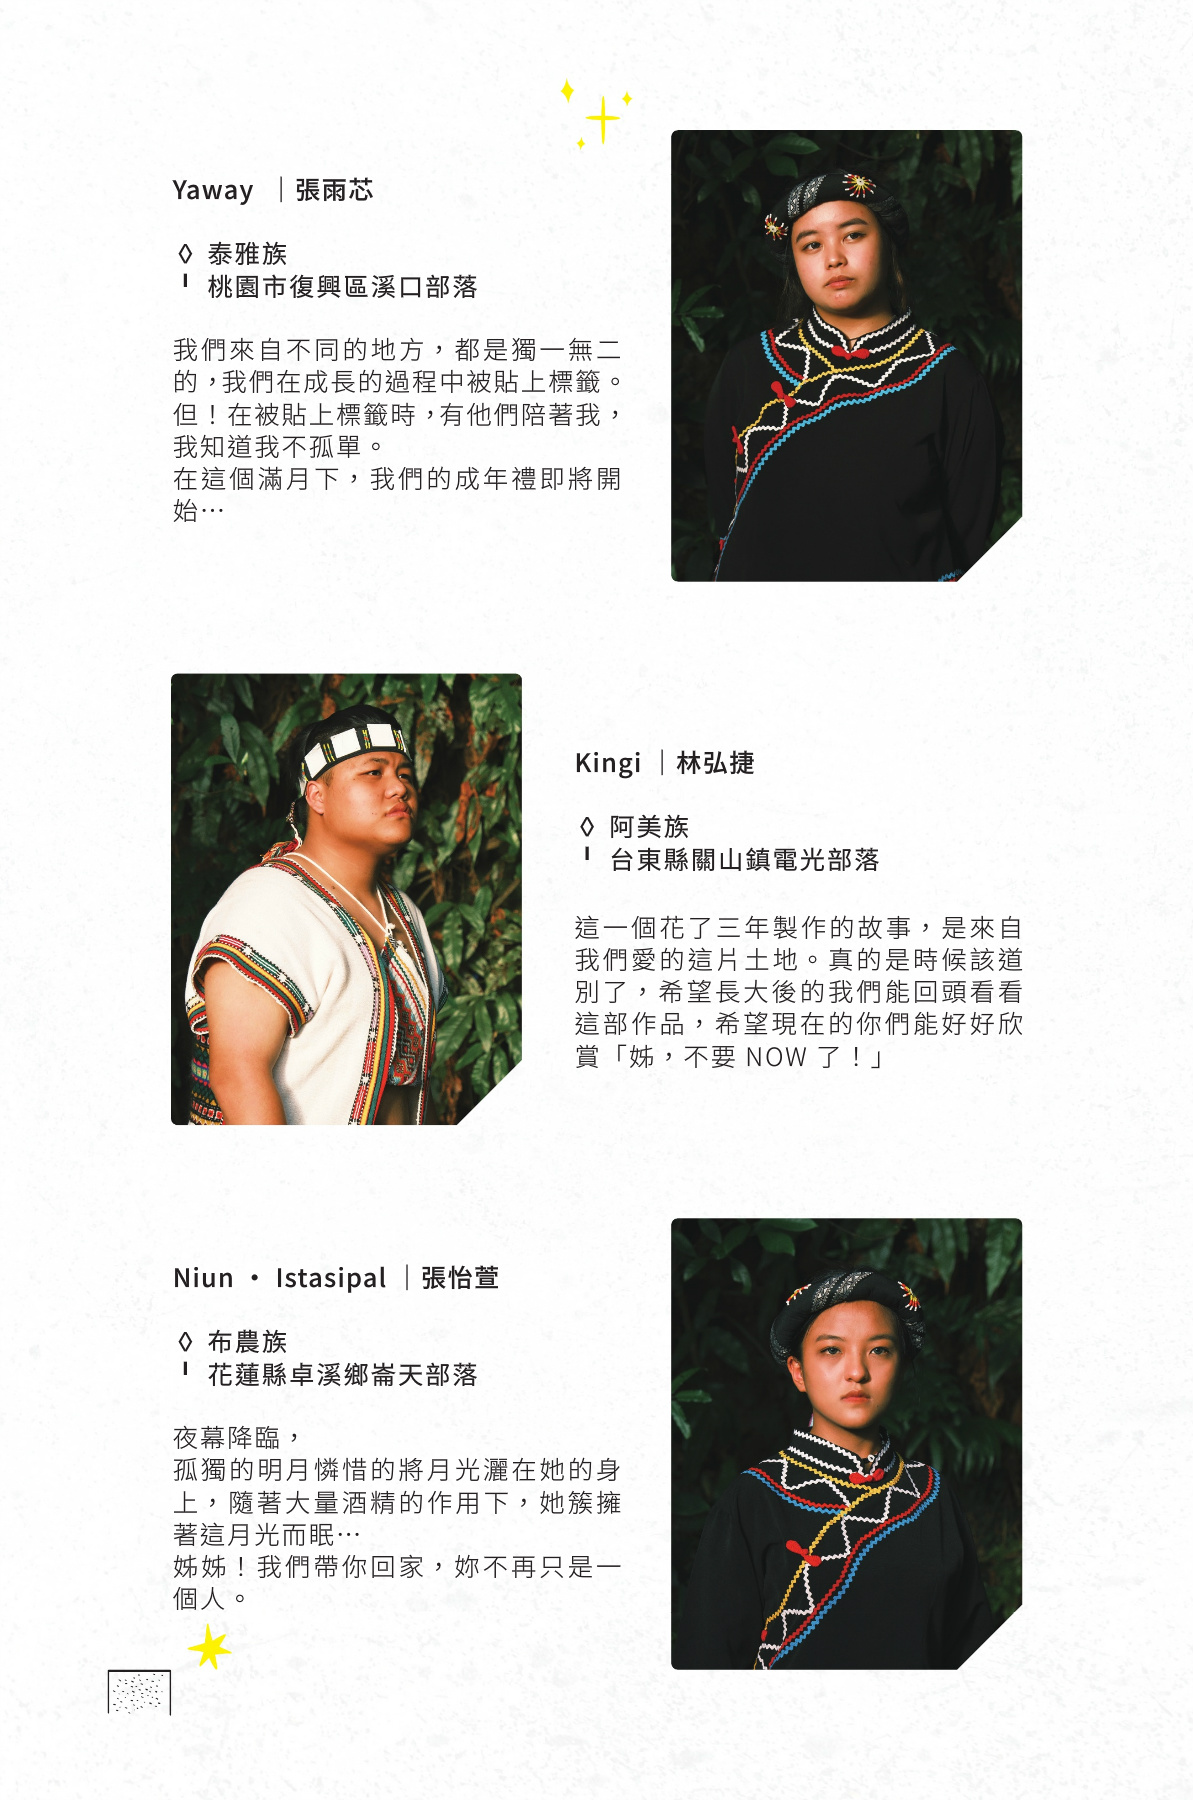 Yaway ｜張雨芯
泰雅族
桃園市復興區溪口部落
我們來自不同的地方，都是獨一無二
的，我們在成長的過程中被貼上標籤。
但！在被貼上標籤時，有他們陪著我，
我知道我不孤單。
在這個滿月下，我們的成年禮即將開
始⋯
Kingi ｜林弘捷
阿美族
台東縣關山鎮電光部落
這一個花了三年製作的故事，是來自
我們愛的這片土地。真的是時候該道
別了，希望長大後的我們能回頭看看
這部作品，希望現在的你們能好好欣
賞「姊，不要 NOW 了！」
Niun・Istasipal ｜張怡萱
布農族
花蓮縣卓溪鄉崙天部落
夜幕降臨，
孤獨的明月憐惜的將月光灑在她的身
上，隨著大量酒精的作用下，她簇擁
著這月光而眠⋯
姊姊！我們帶你回家，妳不再只是一
個人。